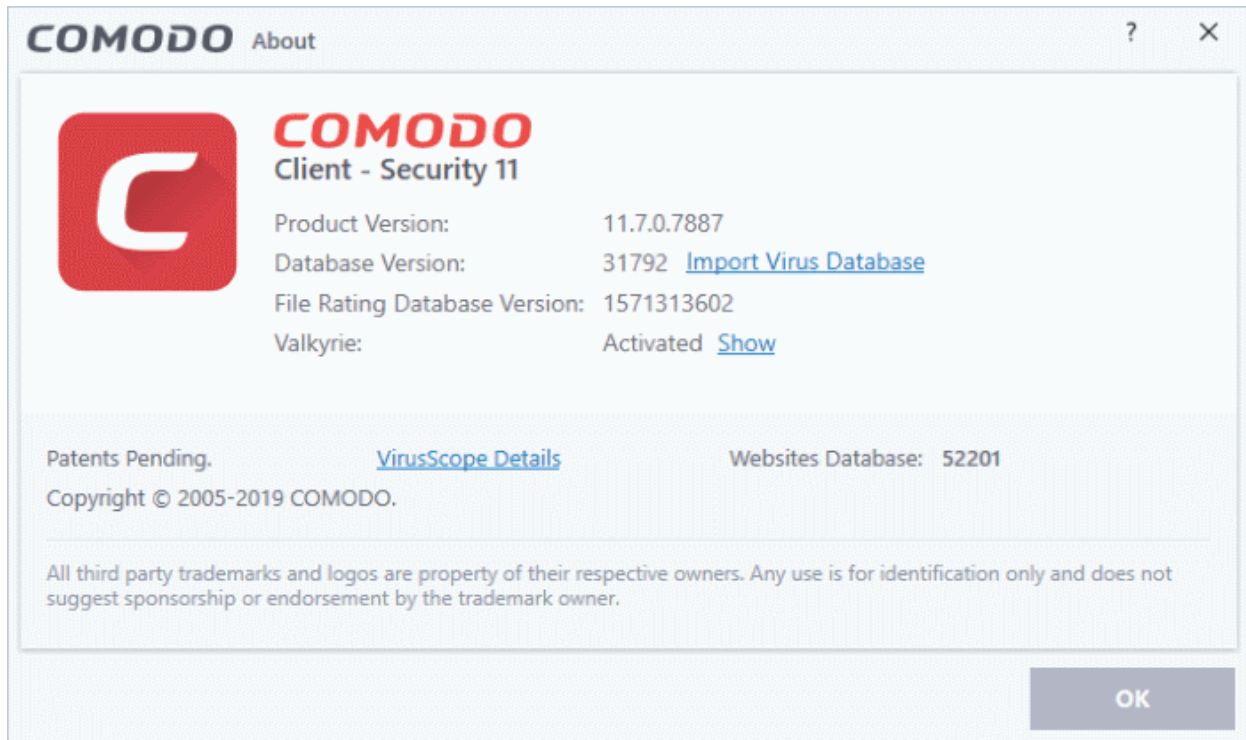 COMODO About ?
COMODO
Client - Security 11
Product Version: 11.7.0.7887
Database Version: 31792 Import Virus Database
File Rating Database Version: 1571313602
Valkyrie: Activated Show
Patents Pending. VirusScope Details Websites Database: 52201
Copyright © 2005-2019 COMODO.
All third party trademarks and logos are property of their respective owners. Any use is for identification only and does not
suggest sponsorship or endorsement by the trademark owner.
OK